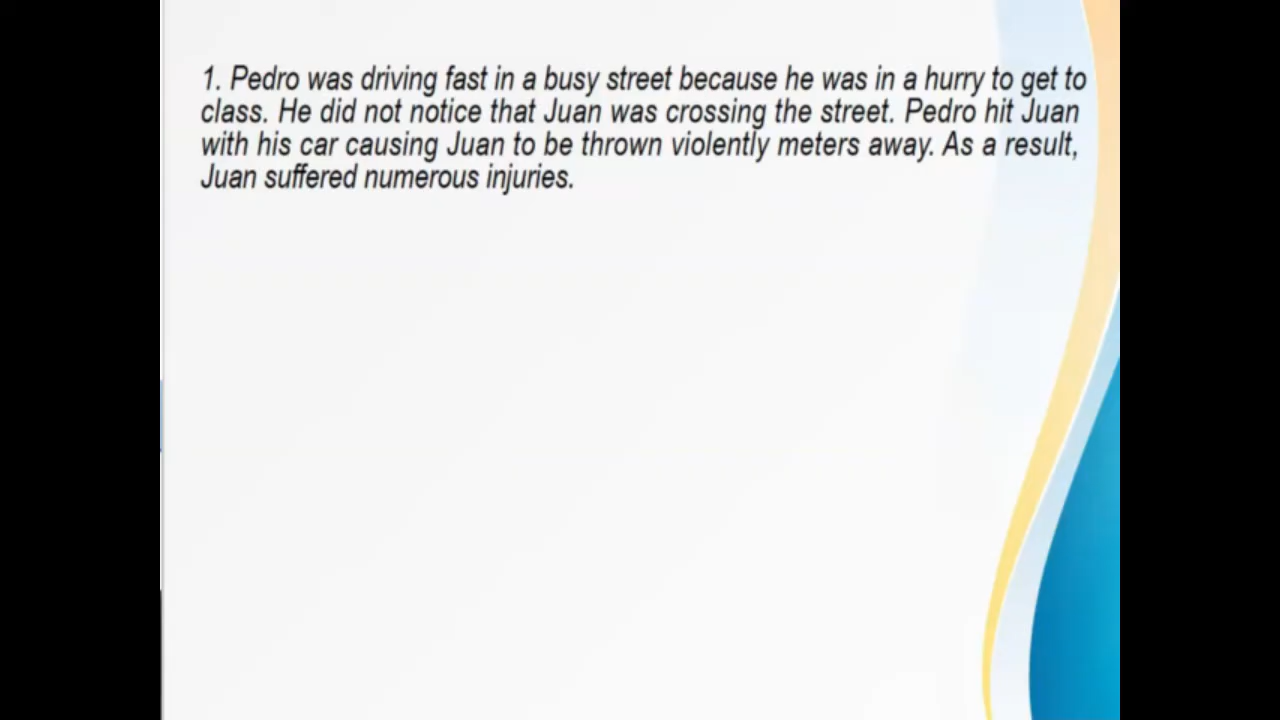 1. Pedro was driving fast in a busy street because he was in a hurry to get to
class. He did not notice that Juan was crossing the street. Pedro hit Juan
with his car causing Juan to be thrown violently meters away. As a result,
Juan suffered numerous injuries.